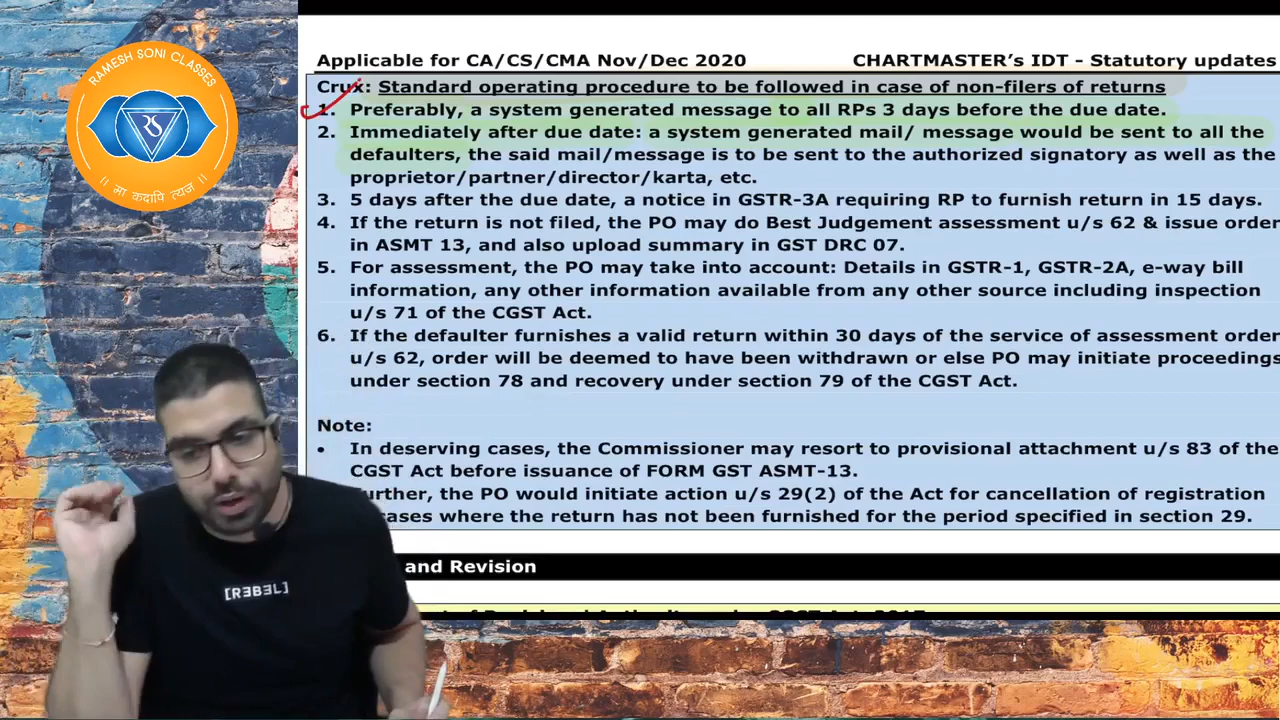 RAMESH SONI CLASSES
।। मा कदापि त्यज ।।
Applicable for CA/CS/CMA Nov/Dec 2020 CHARTMASTER’s IDT - Statutory updates
Crux: Standard operating procedure to be followed in case of non-filers of returns
1. Preferably, a system generated message to all RPs 3 days before the due date.
2. Immediately after due date: a system generated mail/ message would be sent to all the
defaulters, the said mail/message is to be sent to the authorized signatory as well as the
proprietor/partner/director/karta, etc.
3. 5 days after the due date, a notice in GSTR-3A requiring RP to furnish return in 15 days.
4. If the return is not filed, the PO may do Best Judgement assessment u/s 62 & issue order
in ASMT 13, and also upload summary in GST DRC 07.
5. For assessment, the PO may take into account: Details in GSTR-1, GSTR-2A, e-way bill
information, any other information available from any other source including inspection
u/s 71 of the CGST Act.
6. If the defaulter furnishes a valid return within 30 days of the service of assessment order
u/s 62, order will be deemed to have been withdrawn or else PO may initiate proceedings
under section 78 and recovery under section 79 of the CGST Act.
Note:
• In deserving cases, the Commissioner may resort to provisional attachment u/s 83 of the
CGST Act before issuance of FORM GST ASMT-13.
urther, the PO would initiate action u/s 29(2) of the Act for cancellation of registration
cases where the return has not been furnished for the period specified in section 29.
and Revision
[REBEL]